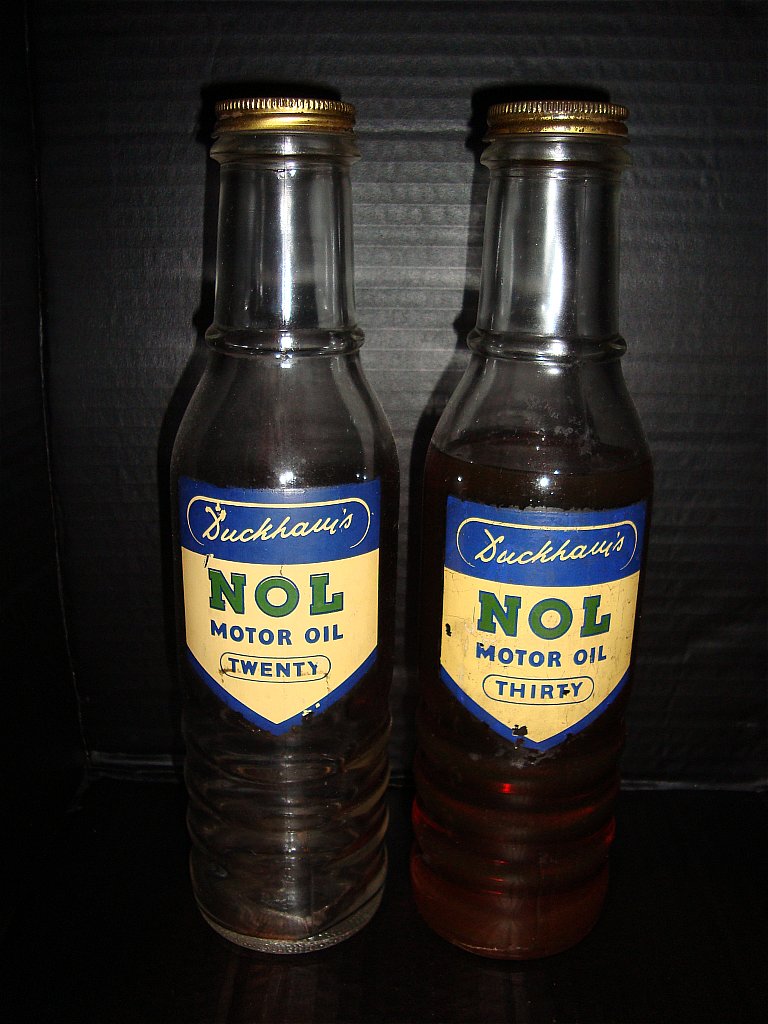 Duckham's
NOL
MOTOR OIL
TWENTY
Duckham's
NOL
MOTOR OIL
THIRTY